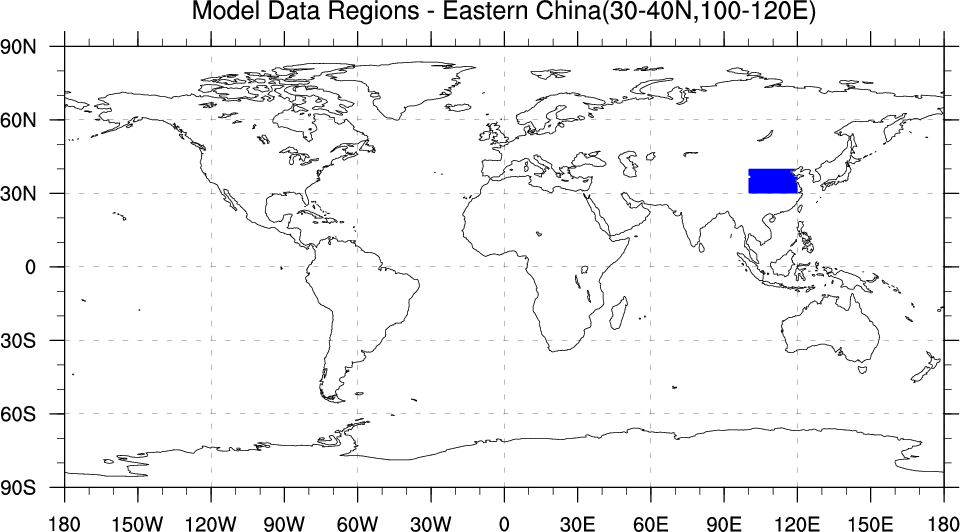 Model Data Regions - Eastern China(30-40N,100-120E)
90N
60N
30N
0
30S
60S
90S
180 150W 120W 90W 60W 30W 0 30E 60E 90E 120E 150E 180